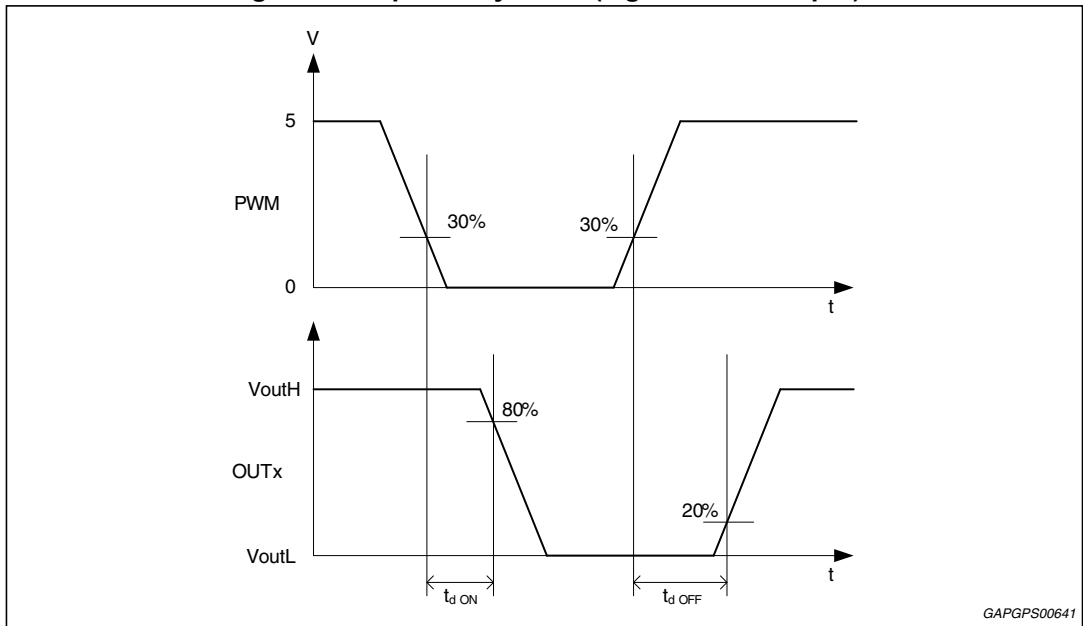 V
5
PWM
30%
30%
0
t
VoutH
80%
OUTx
20%
VoutL
t
td ON
td OFF
GAPGPS00641